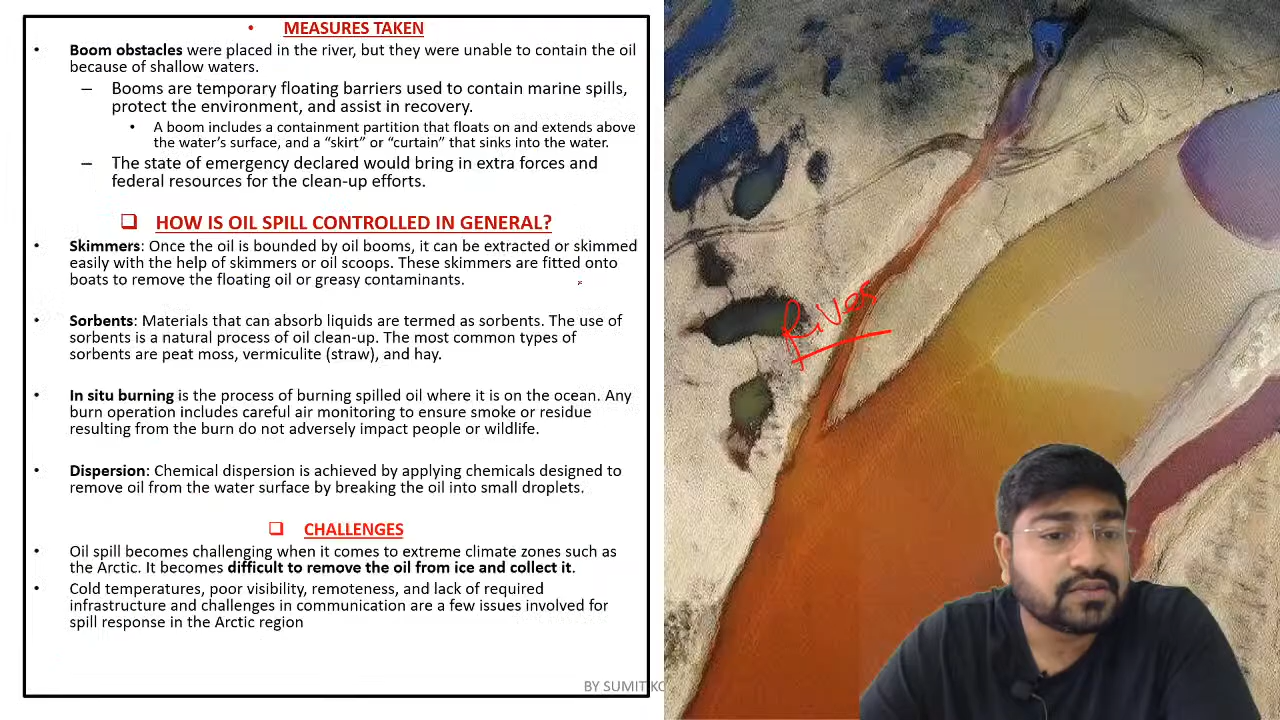 • MEASURES TAKEN
• Boom obstacles were placed in the river, but they were unable to contain the oil
because of shallow waters.
– Booms are temporary floating barriers used to contain marine spills,
protect the environment, and assist in recovery.
• A boom includes a containment partition that floats on and extends above
the water's surface, and a “skirt” or “curtain” that sinks into the water.
– The state of emergency declared would bring in extra forces and
federal resources for the clean-up efforts.
❑ HOW IS OIL SPILL CONTROLLED IN GENERAL?
• Skimmers: Once the oil is bounded by oil booms, it can be extracted or skimmed
easily with the help of skimmers or oil scoops. These skimmers are fitted onto
boats to remove the floating oil or greasy contaminants.
• Sorbents: Materials that can absorb liquids are termed as sorbents. The use of
sorbents is a natural process of oil clean-up. The most common types of
sorbents are peat moss, vermiculite (straw), and hay.
• In situ burning is the process of burning spilled oil where it is on the ocean. Any
burn operation includes careful air monitoring to ensure smoke or residue
resulting from the burn do not adversely impact people or wildlife.
• Dispersion: Chemical dispersion is achieved by applying chemicals designed to
remove oil from the water surface by breaking the oil into small droplets.
❑ CHALLENGES
• Oil spill becomes challenging when it comes to extreme climate zones such as
the Arctic. It becomes difficult to remove the oil from ice and collect it.
• Cold temperatures, poor visibility, remoteness, and lack of required
infrastructure and challenges in communication are a few issues involved for
spill response in the Arctic region
BY SUMIT
River